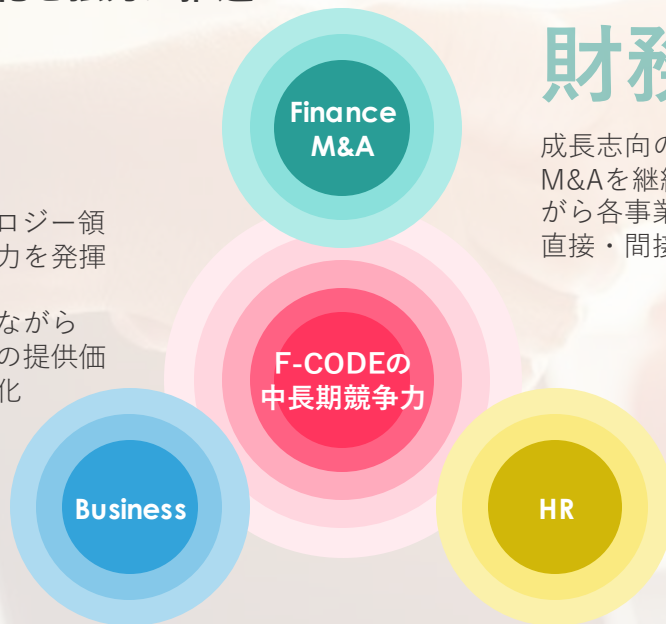 財務
成長志向の
M&Aを継続
がら各事業
直接・間接
Finance
M&A
ロジー領
力を発揮
ながら
の提供価
化
F-CODEの
中長期競争力
Business
HR